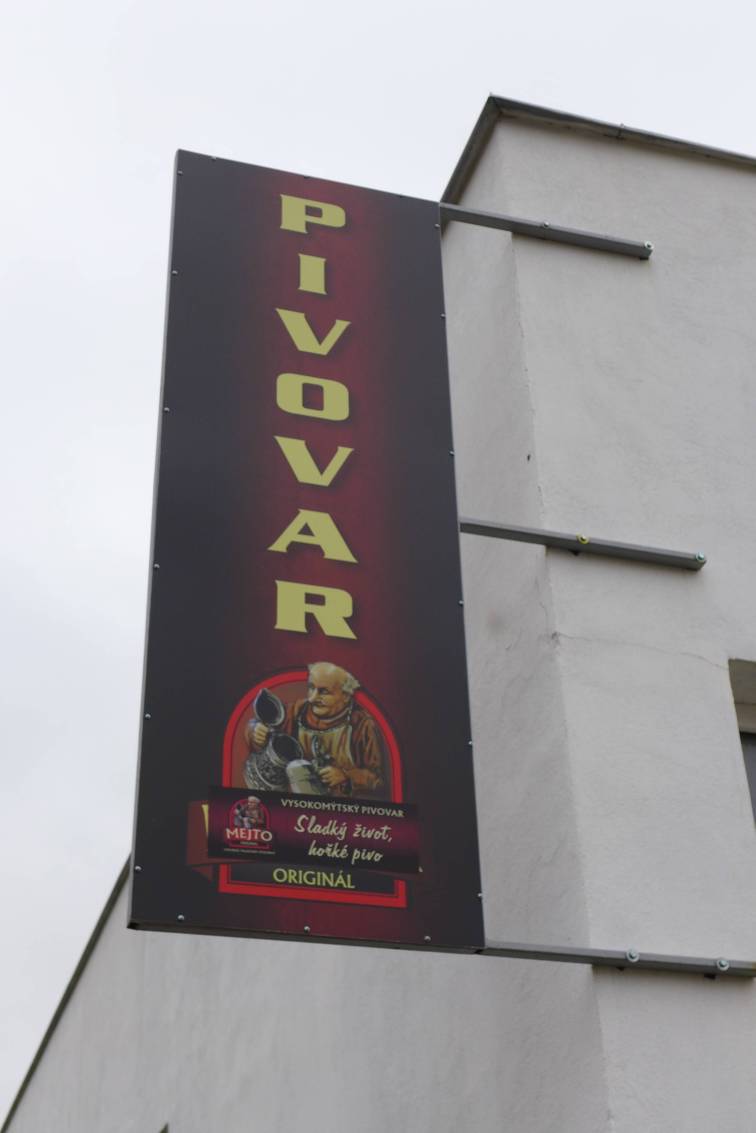 PIVOVAR
VYSOKOMÝTSKÝ PIVOVAR
MEJTO
Sladký život,
hořké pivo
ORIGINÁL